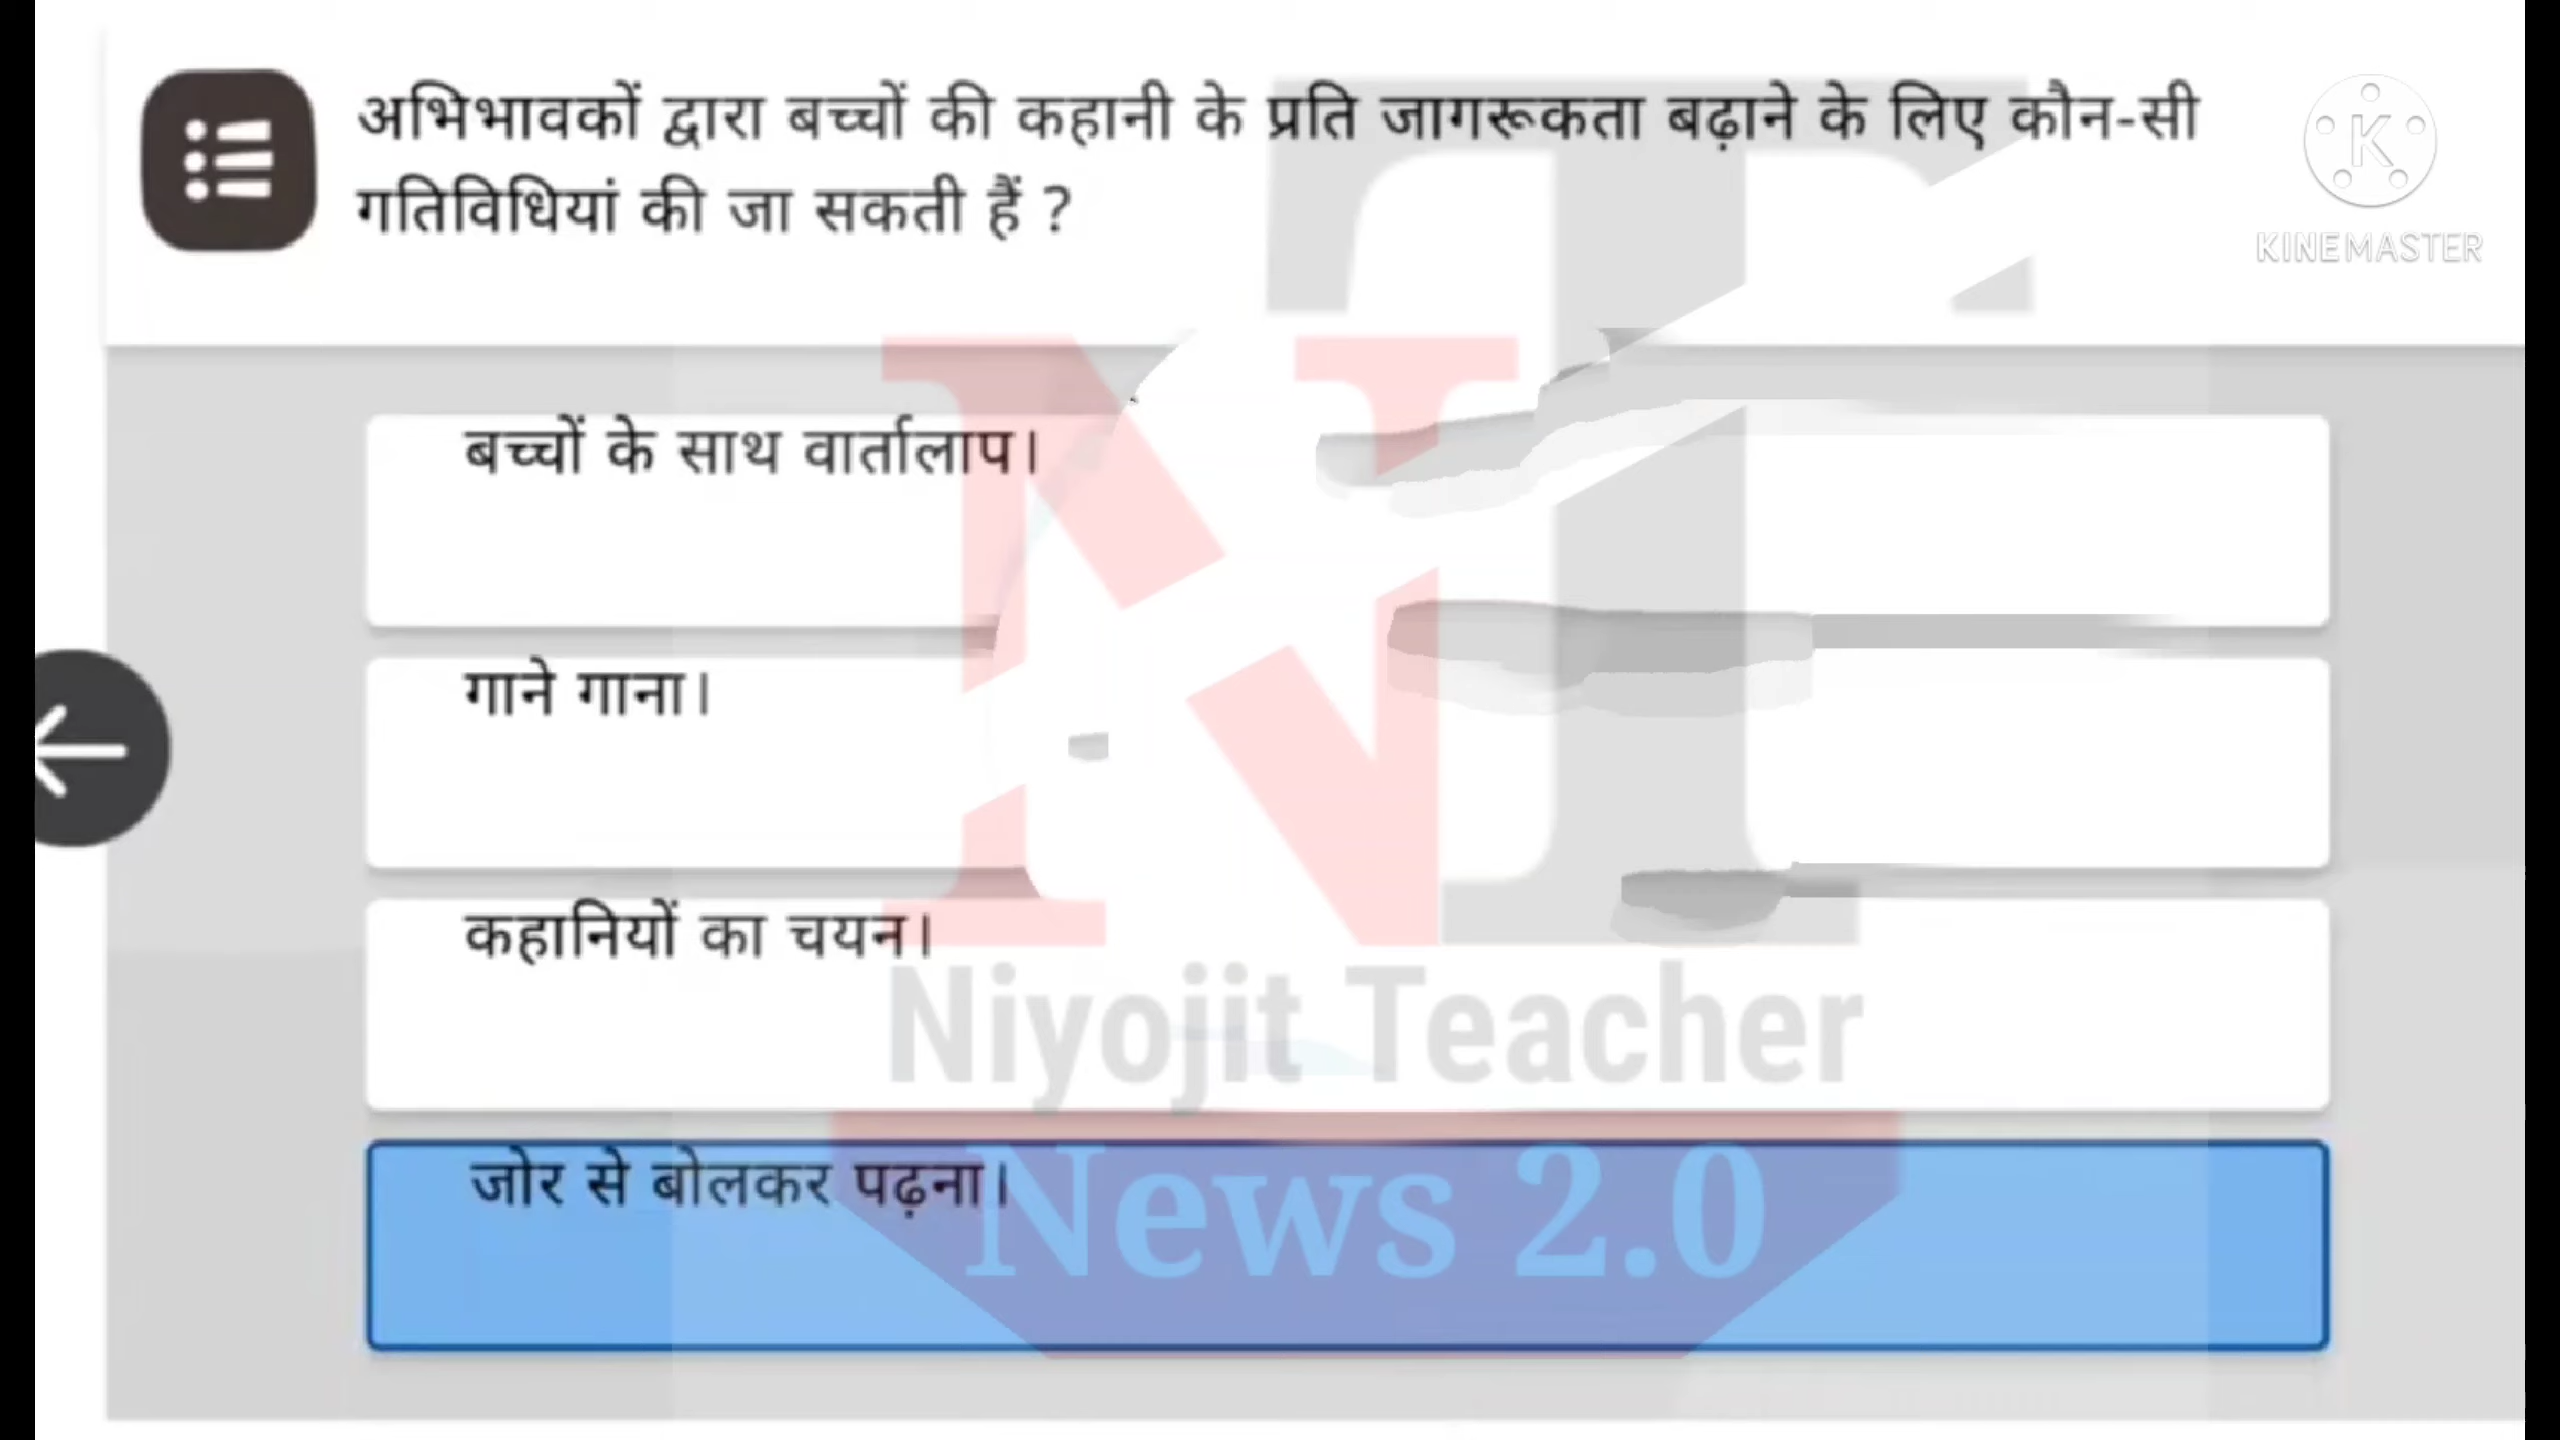 अभिभावकों द्वारा बच्चों की कहानी के प्रति जागरूकता बढ़ाने के लिए कौन-सी
गतिविधियां की जा सकती हैं ?
K
KINEMASTER
बच्चों के साथ वार्तालाप।
गाने गाना।
कहानियों का चयन।
NT
Niyojit Teacher
जोर से बोलकर पढ़ना।
News 2.0